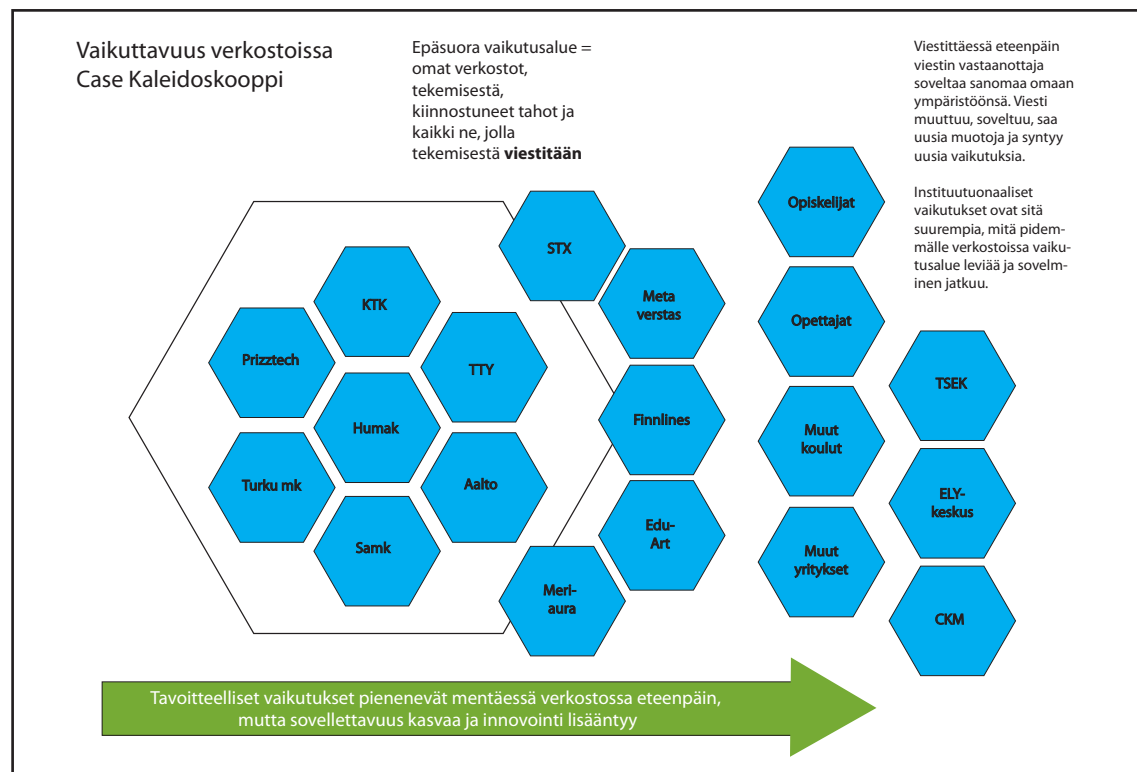 Vaikuttavuus verkostoissa
Case Kaleidoskooppi
Epäsuora vaikutusalue =
omat verkostot,
tekemisestä,
kiinnostuneet tahot ja
kaikki ne, jolla
tekemisestä viestitään
Viestittäessä eteenpäin
viestin vastaanottaja
soveltaa sanomaa omaan
ympäristöönsä. Viesti
muuttuu, soveltuu, saa
uusia muotoja ja syntyy
uusia vaikutuksia.
Instituutuonaaliset
vaikutukset ovat sitä
suurempia, mitä pidem-
mälle verkostoissa vaiku-
tusalue leviää ja sovelm-
inen jatkuu.
KTK
Prizztech
TTY
Humak
Turku mk
Aalto
Samk
STX
Meta
verstas
Finnlines
Edu-
Art
Meri-
aura
Opiskelijat
Opettajat
Muut
koulut
Muut
yritykset
TSEK
ELY-
keskus
CKM
Tavoitteelliset vaikutukset pienenevät mentäessä verkostossa eteenpäin,
mutta sovellettavuus kasvaa ja innovointi lisääntyy